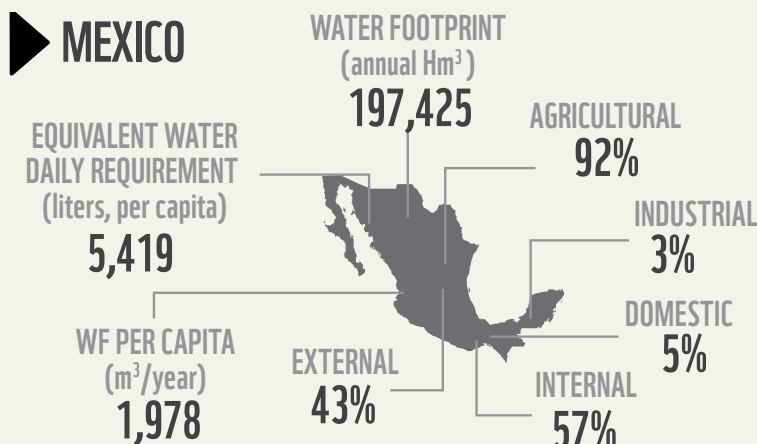 MEXICO
WATER FOOTPRINT
(annual Hm³)
197,425
EQUIVALENT WATER
DAILY REQUIREMENT
(liters, per capita)
5,419
AGRICULTURAL
92%
INDUSTRIAL
3%
DOMESTIC
5%
WF PER CAPITA
(m³/year)
1,978
EXTERNAL
43%
INTERNAL
57%